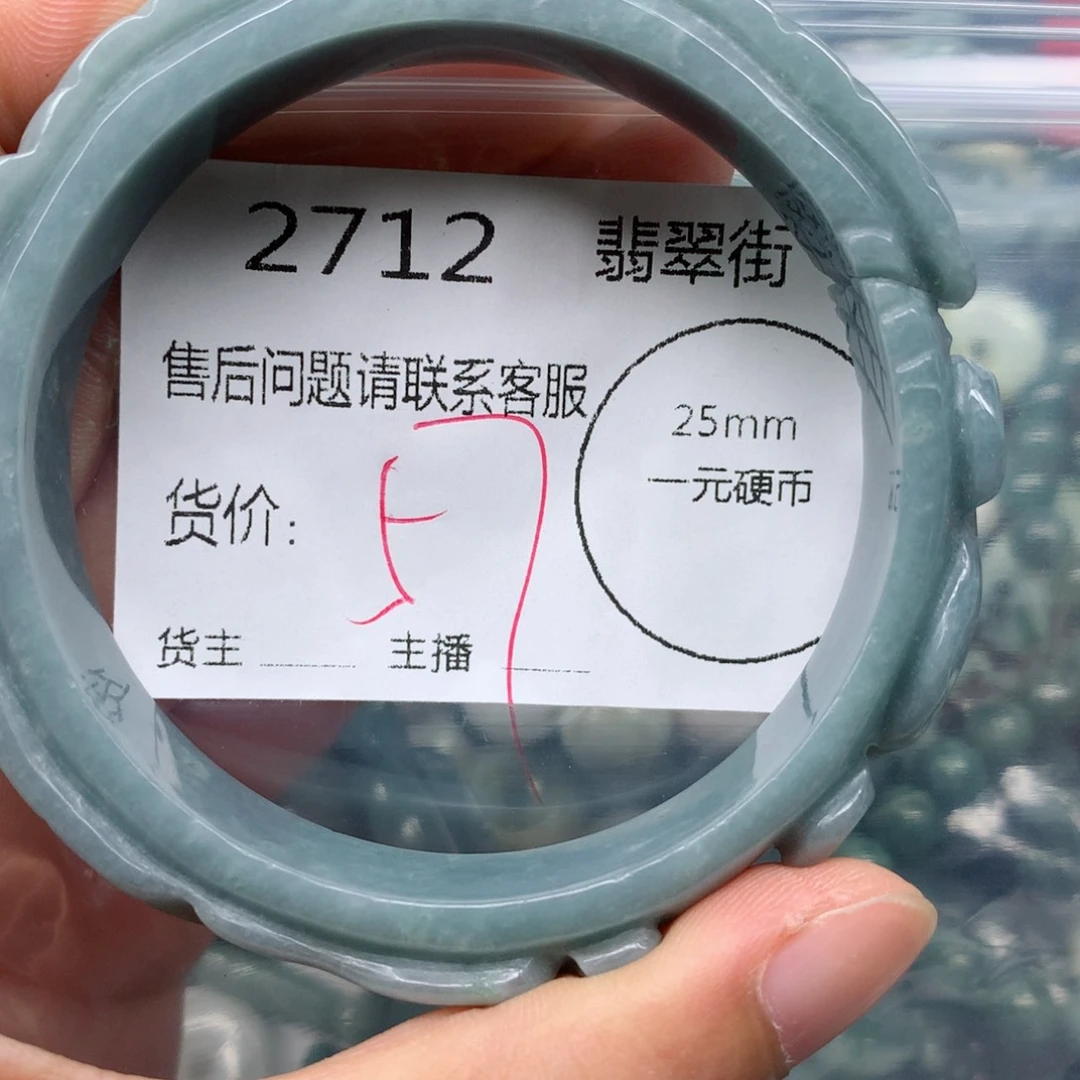 2712 翡翠街
售后问题请联系客服
25mm
一元硬币
货价:
货主 主播